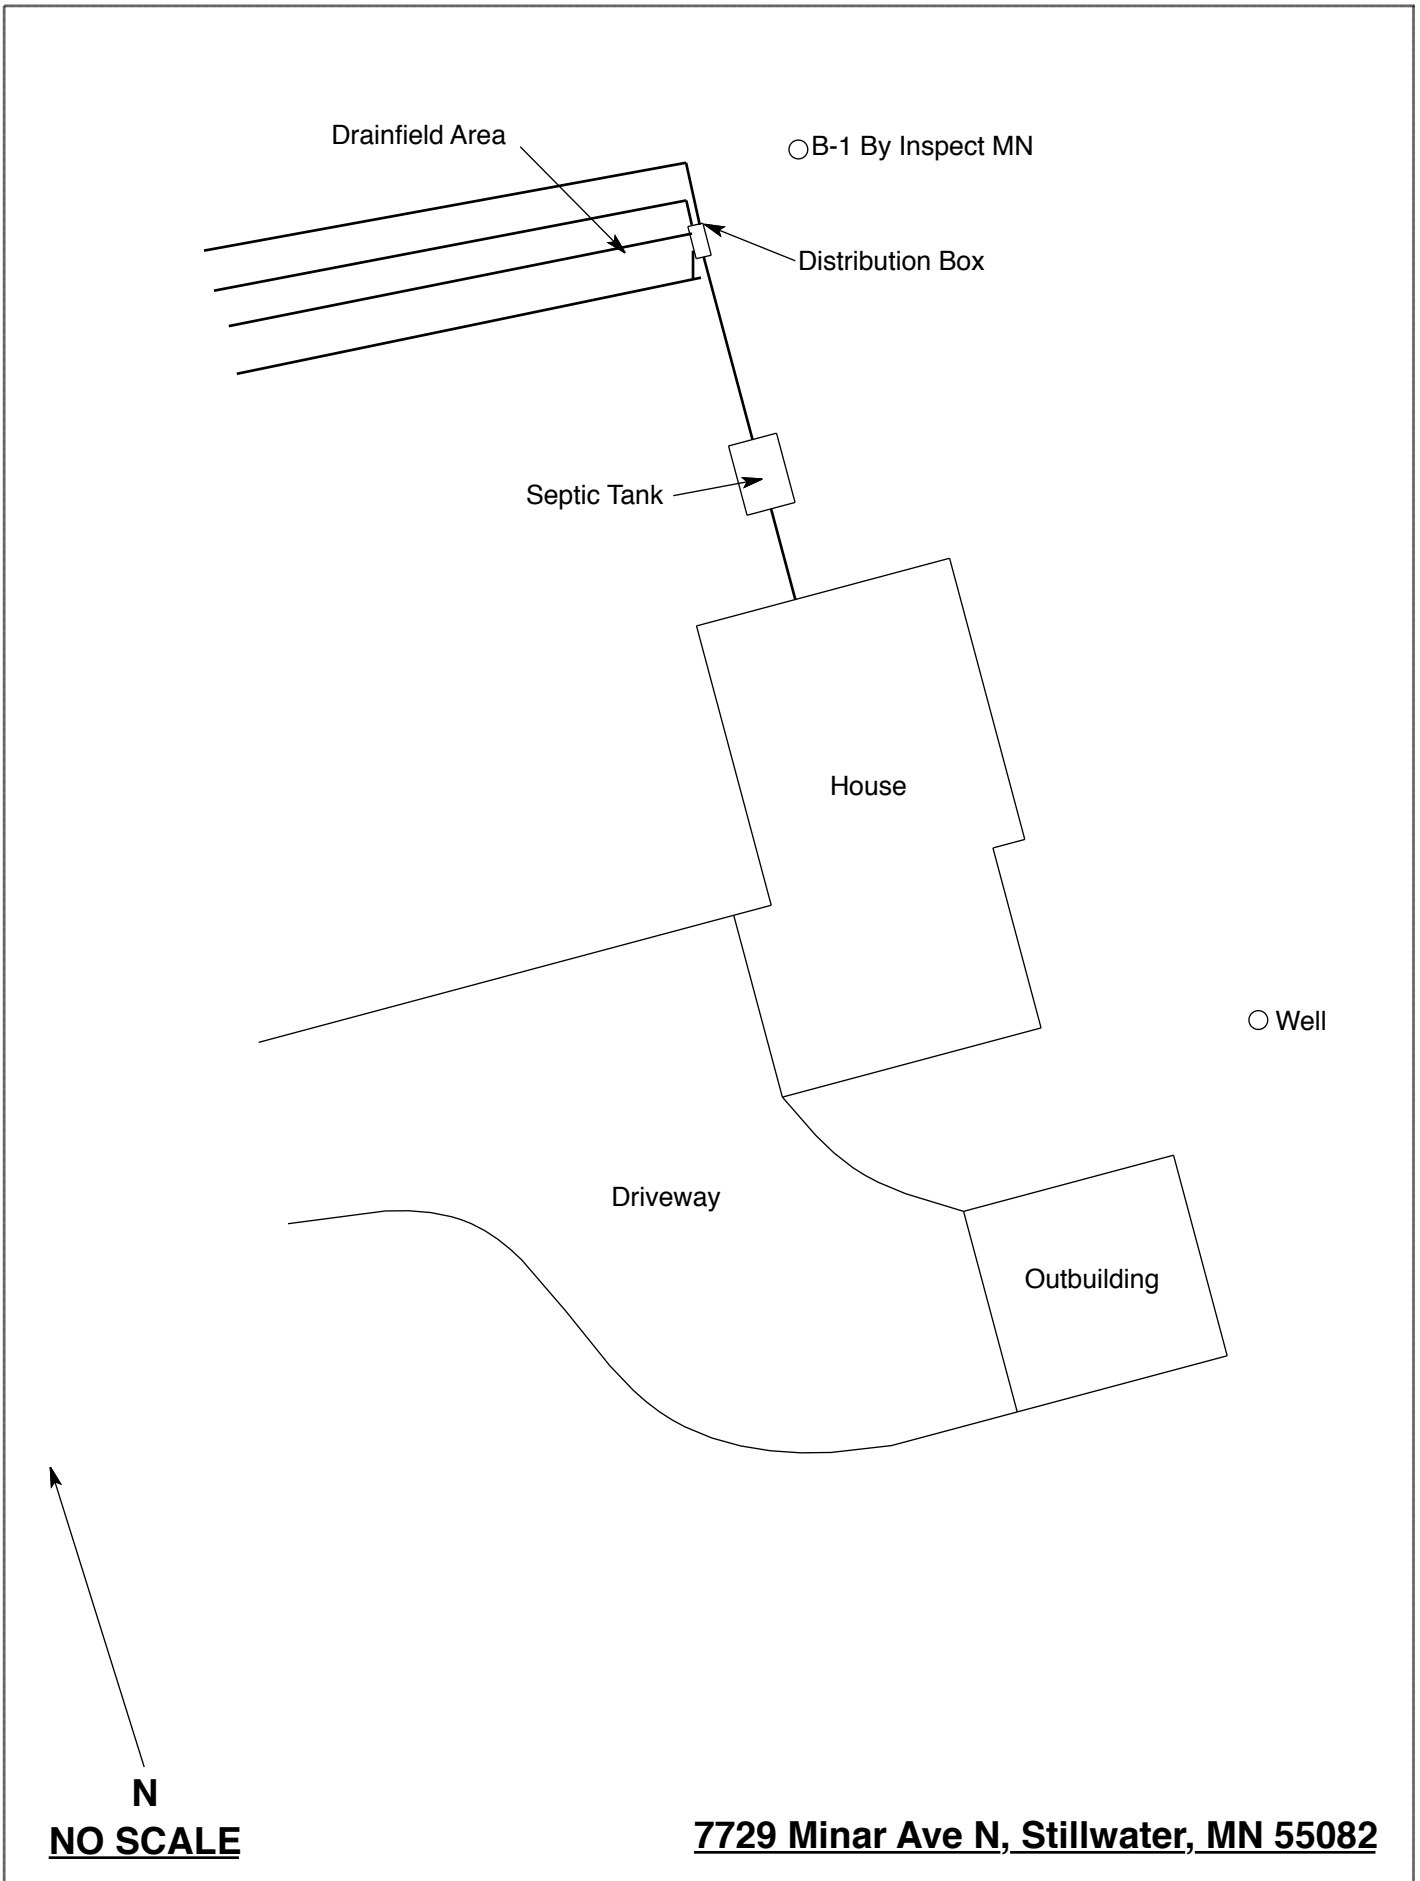 Drainfield Area
B-1 By Inspect MN
Distribution Box
Septic Tank
House
Well
Driveway
Outbuilding
N
NO SCALE
7729 Minar Ave N, Stillwater, MN 55082